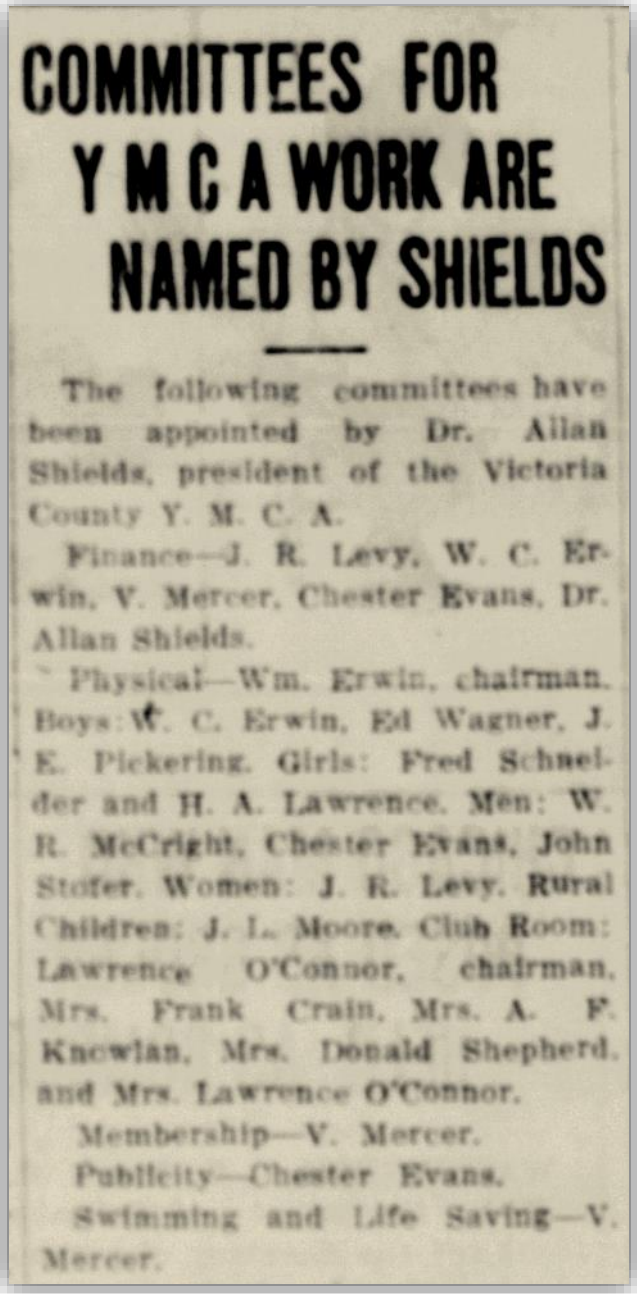 COMMITTEES FOR
Y M C A WORK ARE
NAMED BY SHIELDS
The following committees have
been appointed by Dr. Allan
Shields, president of the Victoria
County Y. M. C. A.
Finance—J. R. Levy, W. C. Er-
win, V. Mercer, Chester Evans, Dr.
Allan Shields.
Physical—Wm. Erwin, chairman.
Boys: W. C. Erwin, Ed Wagner, J.
E. Pickering. Girls: Fred Schnei-
der and H. A. Lawrence. Men: W.
R. McCright, Chester Evans, John
Stofer. Women: J. R. Levy. Rural
Children: J. L. Moore. Club Room:
Lawrence O'Connor, chairman,
Mrs. Frank Crain, Mrs. A. F.
Knowlan, Mrs. Donald Shepherd,
and Mrs. Lawrence O'Connor.
Membership—V. Mercer.
Publicity—Chester Evans.
Swimming and Life Saving—V.
Mercer.